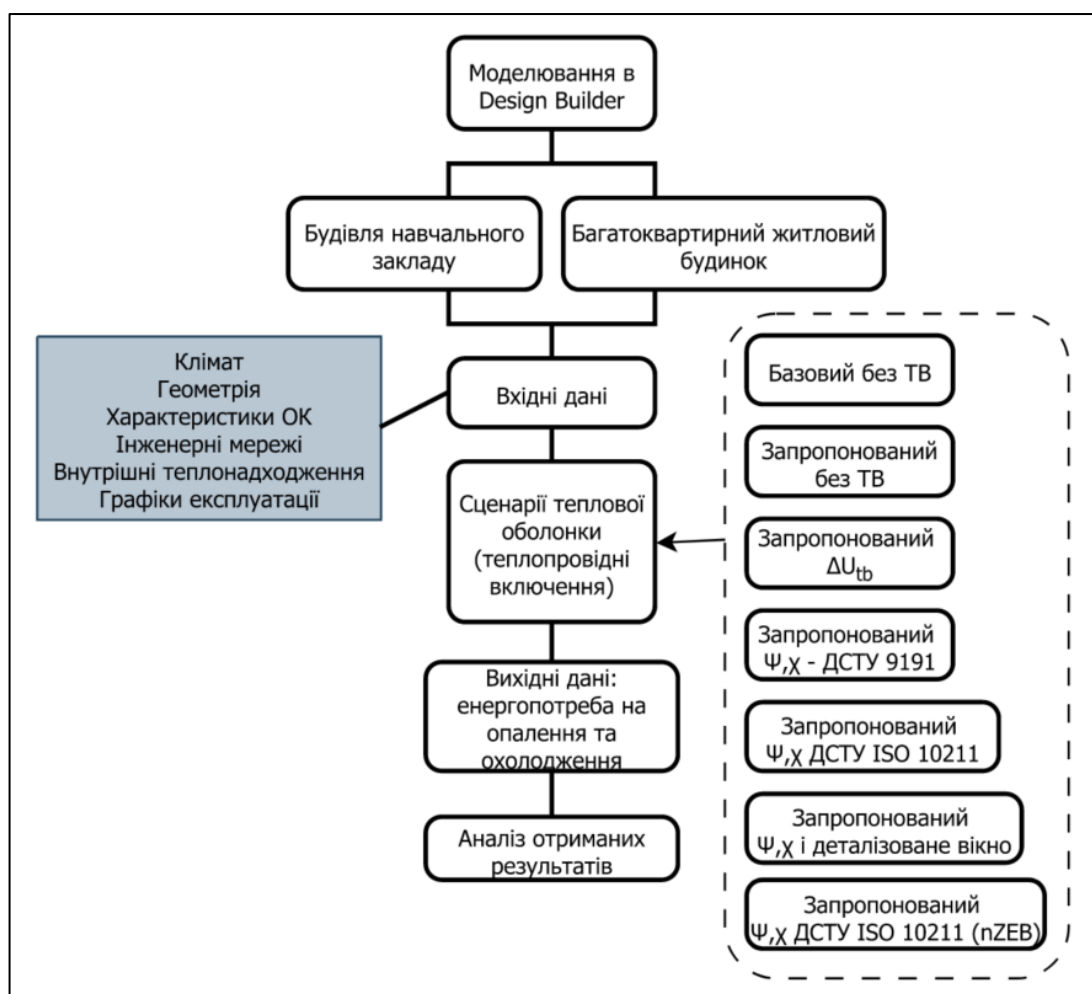 Моделювання в
Design Builder
Будівля навчального
закладу
Багатоквартирний житловий
будинок
Клімат
Геометрія
Характеристики ОК
Інженерні мережі
Внутрішні теплонадходження
Графіки експлуатації
Вхідні дані
Сценарії теплової
оболонки
(теплопровідні
включення)
Вихідні дані:
енергопотреба на
опалення та
охолодження
Аналіз отриманих
результатів
Базовий без ТВ
Запропонований
без ТВ
Запропонований
ΔUtb
Запропонований
Ψ,χ - ДСТУ 9191
Запропонований
Ψ,χ ДСТУ ISO 10211
Запропонований
Ψ,χ і деталізоване вікно
Запропонований
Ψ,χ ДСТУ ISO 10211 (nZEB)